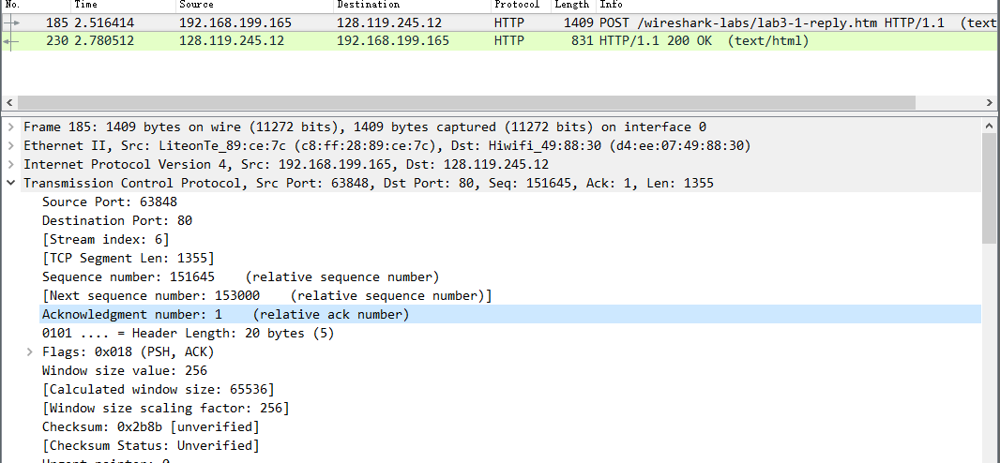 No. Time Source Destination Protocol Length Info
185 2.516414 192.168.199.165 128.119.245.12 HTTP 1409 POST /wireshark-labs/lab3-1-reply.htm HTTP/1.1 (text
230 2.780512 128.119.245.12 192.168.199.165 HTTP 831 HTTP/1.1 200 OK (text/html)
Frame 185: 1409 bytes on wire (11272 bits), 1409 bytes captured (11272 bits) on interface 0
Ethernet II, Src: LiteonTe_89:ce:7c (c8:ff:28:89:ce:7c), Dst: Hiwifi_49:88:30 (d4:ee:07:49:88:30)
Internet Protocol Version 4, Src: 192.168.199.165, Dst: 128.119.245.12
Transmission Control Protocol, Src Port: 63848, Dst Port: 80, Seq: 151645, Ack: 1, Len: 1355
Source Port: 63848
Destination Port: 80
[Stream index: 6]
[TCP Segment Len: 1355]
Sequence number: 151645 (relative sequence number)
[Next sequence number: 153000 (relative sequence number)]
Acknowledgment number: 1 (relative ack number)
0101 .... = Header Length: 20 bytes (5)
Flags: 0x018 (PSH, ACK)
Window size value: 256
[Calculated window size: 65536]
[Window size scaling factor: 256]
Checksum: 0x2b8b [unverified]
[Checksum Status: Unverified]
Urgent pointer: 0